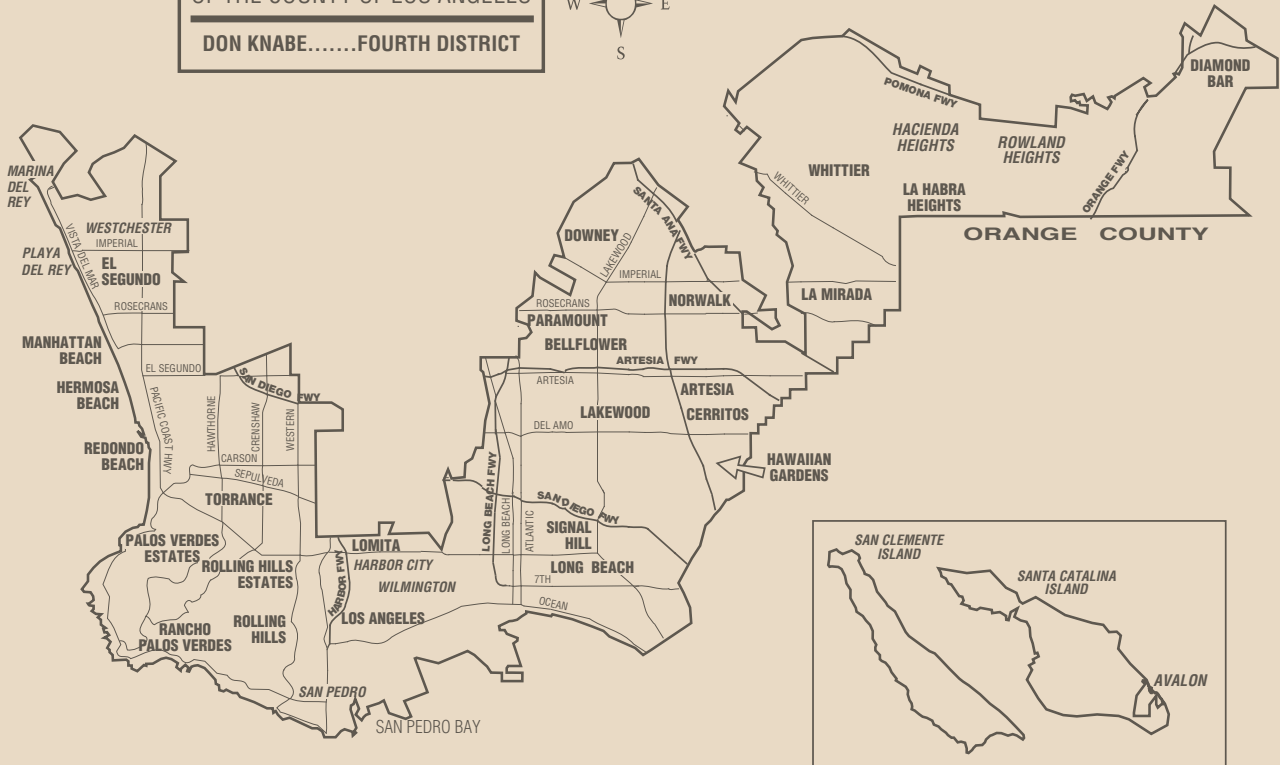 OF THE COUNTY OF LOS ANGELES
DON KNABE.......FOURTH DISTRICT
W
E
S
DIAMOND
BAR
POMONA FWY
HACIENDA
HEIGHTS
ROWLAND
HEIGHTS
ORANGE FWY
WHITTIER
WHITTIER
LA HABRA
HEIGHTS
ORANGE COUNTY
LA MIRADA
MARINA
DEL
REY
WESTCHESTER
VISTA DEL MAR
IMPERIAL
PLAYA
DEL REY
EL
SEGUNDO
ROSECRANS
MANHATTAN
BEACH
EL SEGUNDO
HERMOSA
BEACH
SAN DIEGO FWY
PACIFIC COAST HWY
HAWTHORNE
CRENSHAW
WESTERN
REDONDO
BEACH
CARSON
SEPULVEDA
TORRANCE
DOWNEY
SANTA ANA FWY
LAKEWOOD
IMPERIAL
ROSECRANS
NORWALK
PARAMOUNT
BELLFLOWER
ARTESIA FWY
ARTESIA
ARTESIA
LAKEWOOD
CERRITOS
DEL AMO
HAWAIIAN
GARDENS
LONG BEACH FWY
LONG BEACH
ATLANTIC
SAN DIEGO FWY
SIGNAL
HILL
LONG BEACH
7TH
OCEAN
PALOS VERDES
ESTATES
ROLLING HILLS
ESTATES
LOMITA
HARBOR CITY
HARBOR FWY
WILMINGTON
LOS ANGELES
ROLLING
HILLS
RANCHO
PALOS VERDES
SAN PEDRO
SAN PEDRO BAY
SAN CLEMENTE
ISLAND
SANTA CATALINA
ISLAND
AVALON